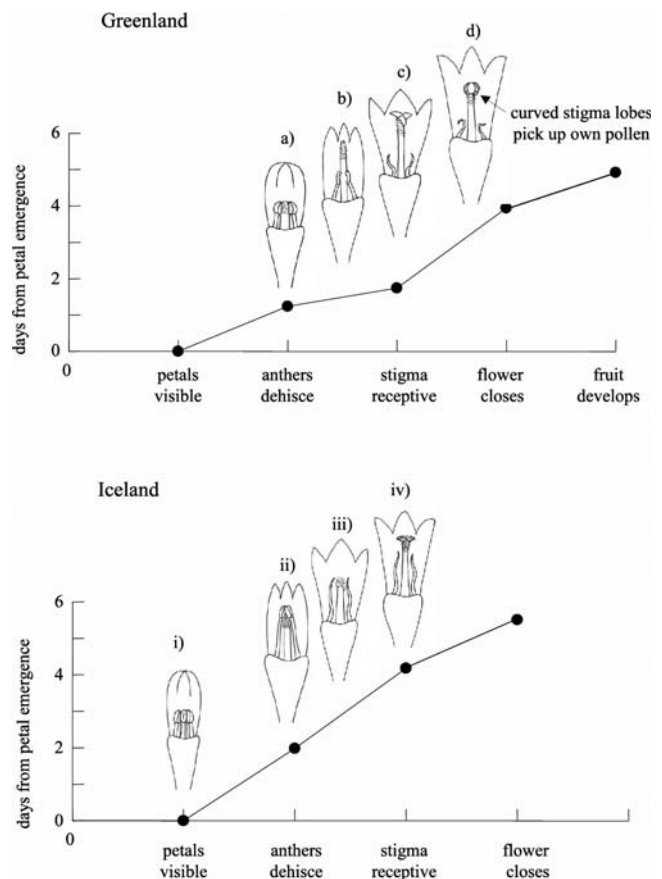 Greenland
d)
c)
b)
a)
curved stigma lobes
pick up own pollen
days from petal emergence
6
4
2
0
0
petals
visible
anthers
dehisce
stigma
receptive
flower
closes
fruit
develops
Iceland
iv)
iii)
ii)
i)
days from petal emergence
6
4
2
0
0
petals
visible
anthers
dehisce
stigma
receptive
flower
closes